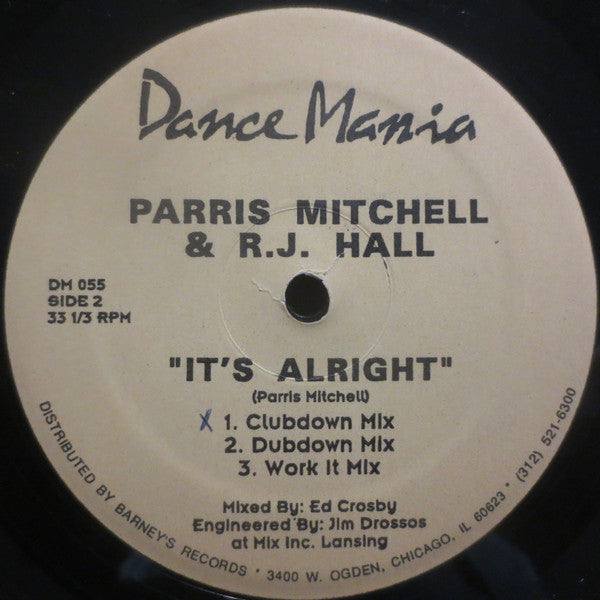 Dance Mania
PARRIS MITCHELL
& R.J. HALL
DM 055
SIDE 2
33 1/3 RPM
"IT'S ALRIGHT"
(Parris Mitchell)
X 1. Clubdown Mix
2. Dubdown Mix
3. Work It Mix
Mixed By: Ed Crosby
Engineered By: Jim Drossos
at Mix Inc. Lansing
DISTRIBUTED BY BARNEY'S RECORDS • 3400 W. OGDEN, CHICAGO, IL 60623 • (312) 521-6300